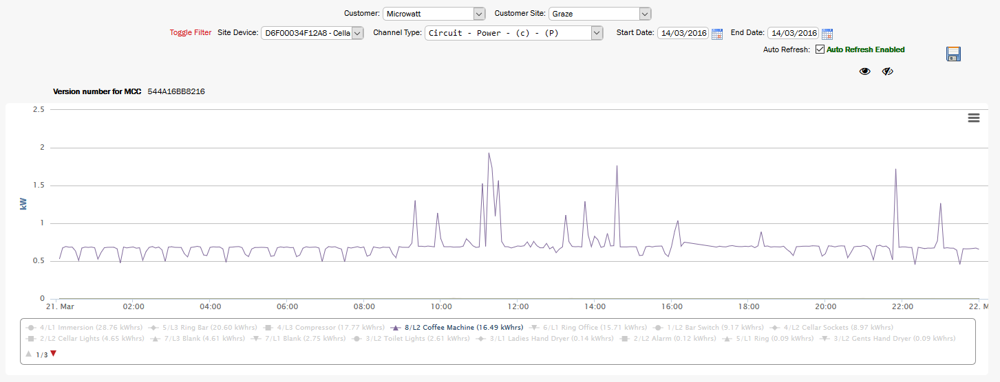 Customer: Microwatt Customer Site: Graze
Toggle Filter Site Device: D6F00034F12A8 - Cella Channel Type: Circuit - Power - (c) - (P) Start Date: 14/03/2016 End Date: 14/03/2016
Auto Refresh: Auto Refresh Enabled
Version number for MCC 544A16BB8216
2.5
2
1.5
1
0.5
0
kW
21. Mar 02:00 04:00 06:00 08:00 10:00 12:00 14:00 16:00 18:00 20:00 22:00 22. M
4/L1 Immersion (28.76 kWhrs) 5/L3 Ring Bar (20.60 kWhrs) 4/L3 Compressor (17.77 kWhrs) 8/L2 Coffee Machine (16.49 kWhrs) 6/L1 Ring Office (15.71 kWhrs) 1/L2 Bar Switch (9.17 kWhrs) 4/L2 Cellar Sockets (8.97 kWhrs)
2/L2 Cellar Lights (4.65 kWhrs) 7/L3 Blank (4.61 kWhrs) 7/L1 Blank (2.75 kWhrs) 3/L2 Toilet Lights (2.61 kWhrs) 3/L1 Ladies Hand Dryer (0.14 kWhrs) 2/L2 Alarm (0.12 kWhrs) 5/L1 Ring (0.09 kWhrs) 3/L2 Gents Hand Dryer (0.09 kWhrs)
1/3